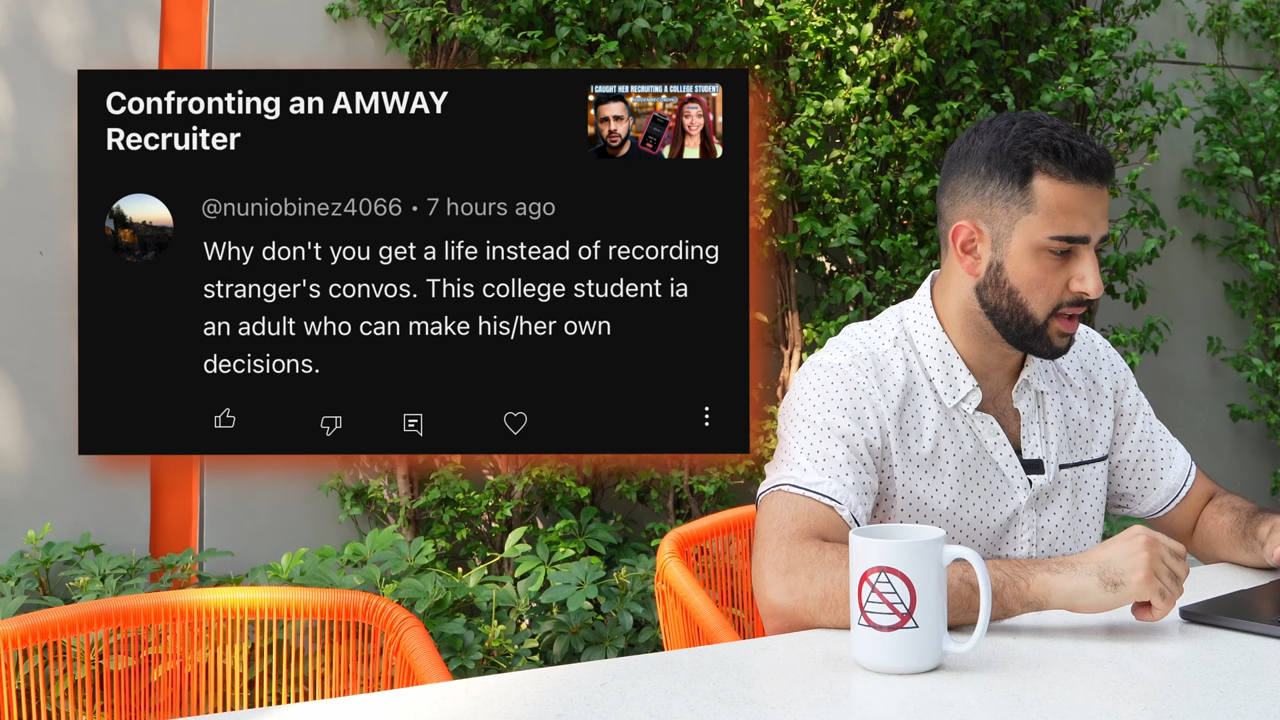 Confronting an AMWAY
Recruiter
I CAUGHT HER RECRUITING A COLLEGE STUDENT
@nuniobinez4066 • 7 hours ago
Why don't you get a life instead of recording
stranger's convos. This college student ia
an adult who can make his/her own
decisions.